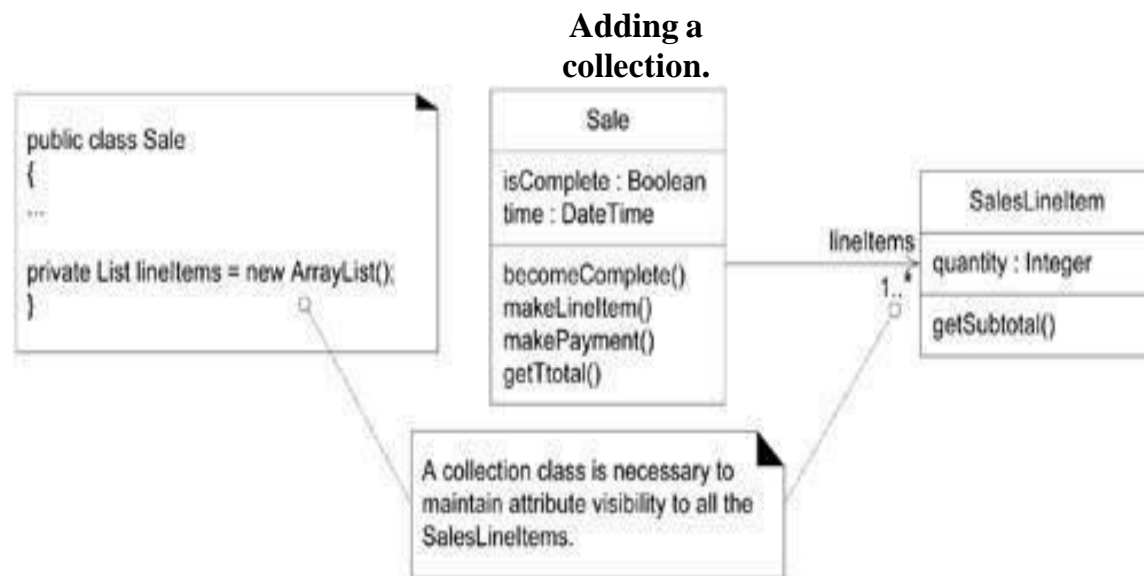 Adding a
collection.
public class Sale
{
...
private List lineItems = new ArrayList();
}
Sale
isComplete : Boolean
time : DateTime
becomeComplete()
makeLineItem()
makePayment()
getTtotal()
lineItems
1..*
SalesLineItem
quantity : Integer
getSubtotal()
A collection class is necessary to
maintain attribute visibility to all the
SalesLineItems.